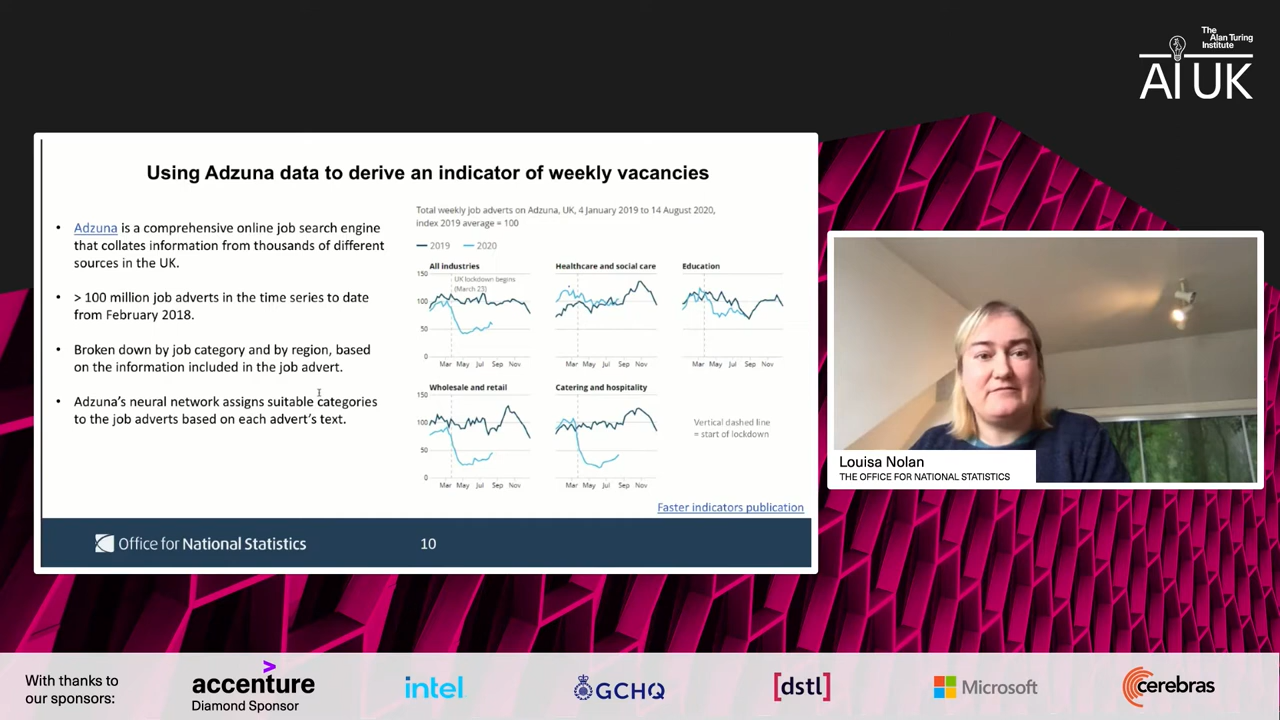 The
Alan Turing
Institute
AI UK
Using Adzuna data to derive an indicator of weekly vacancies
• Adzuna is a comprehensive online job search engine
that collates information from thousands of different
sources in the UK.
• > 100 million job adverts in the time series to date
from February 2018.
• Broken down by job category and by region, based
on the information included in the job advert.
• Adzuna's neural network assigns suitable categories
to the job adverts based on each advert's text.
Total weekly job adverts on Adzuna, UK, 4 January 2019 to 14 August 2020,
index 2019 average = 100
2019 2020
All industries
150
UK lockdown begins
(March 23)
100
50
0
Mar May Jul Sep Nov
Healthcare and social care
Mar May Jul Sep Nov
Education
Mar May Jul Sep Nov
Wholesale and retail
150
100
50
0
Mar May Jul Sep Nov
Catering and hospitality
Mar May Jul Sep Nov
Vertical dashed line
= start of lockdown
Faster indicators publication
Office for National Statistics
10
Louisa Nolan
THE OFFICE FOR NATIONAL STATISTICS
With thanks to
our sponsors:
accenture
Diamond Sponsor
intel
GCHQ
[dstl]
Microsoft
cerebras